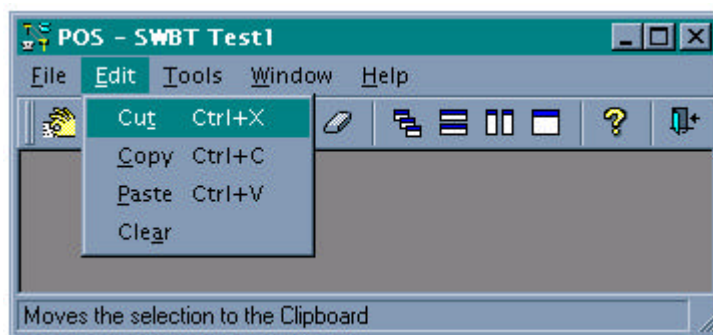 POS - SWBT Test1
File Edit Tools Window Help
Cut Ctrl+X
Copy Ctrl+C
Paste Ctrl+V
Clear
Moves the selection to the Clipboard